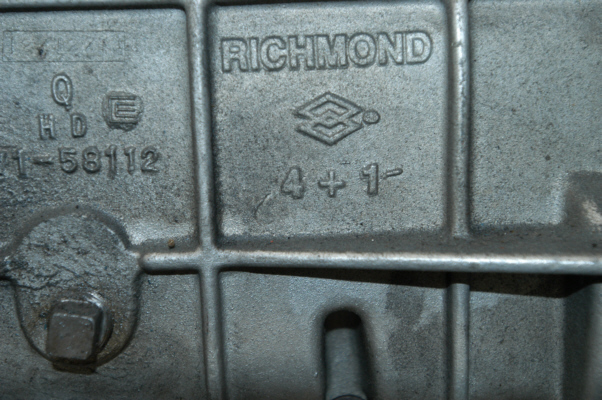 Q
E
H D
71-58112
RICHMOND
4 + 1